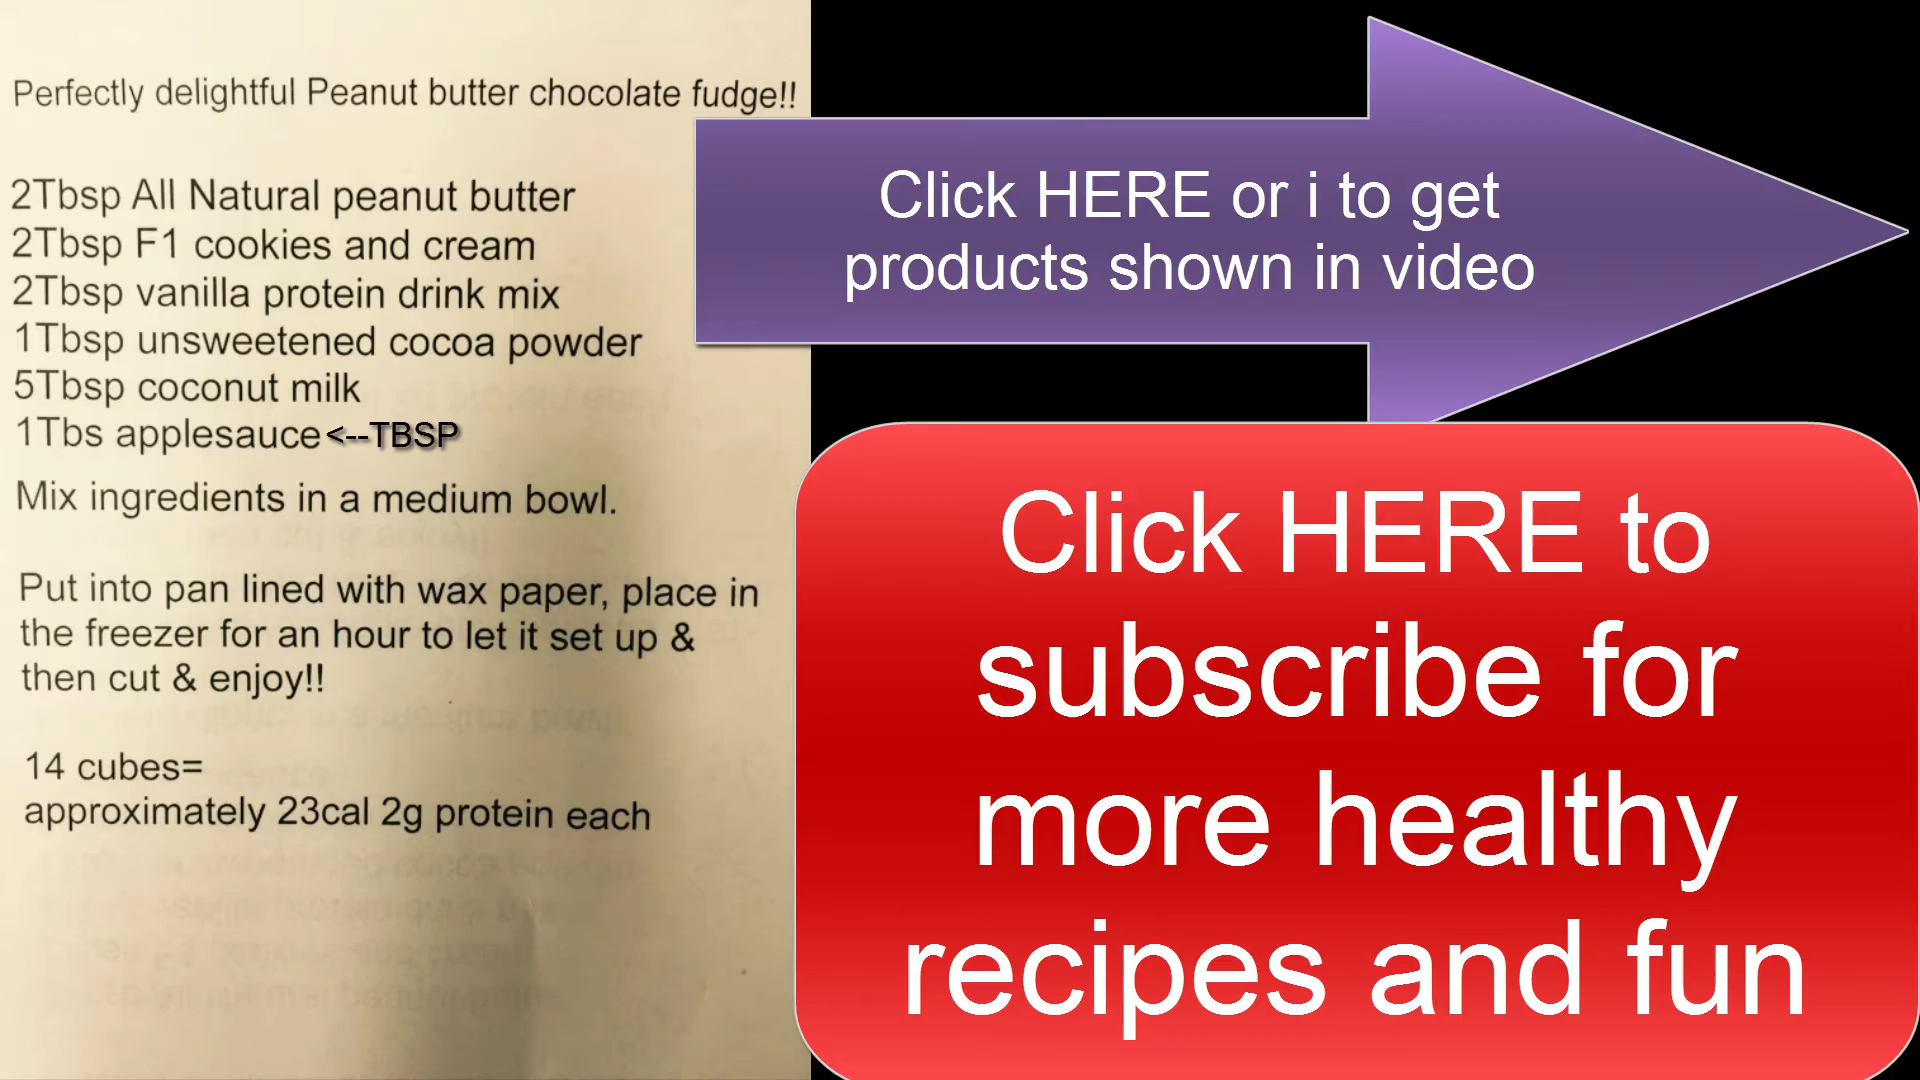 Perfectly delightful Peanut butter chocolate fudge!!
2Tbsp All Natural peanut butter
2Tbsp F1 cookies and cream
2Tbsp vanilla protein drink mix
1Tbsp unsweetened cocoa powder
5Tbsp coconut milk
1Tbs applesauce<--TBSP
Mix ingredients in a medium bowl.
Put into pan lined with wax paper, place in
the freezer for an hour to let it set up &
then cut & enjoy!!
14 cubes=
approximately 23cal 2g protein each
Click HERE or i to get
products shown in video
Click HERE to
subscribe for
more healthy
recipes and fun